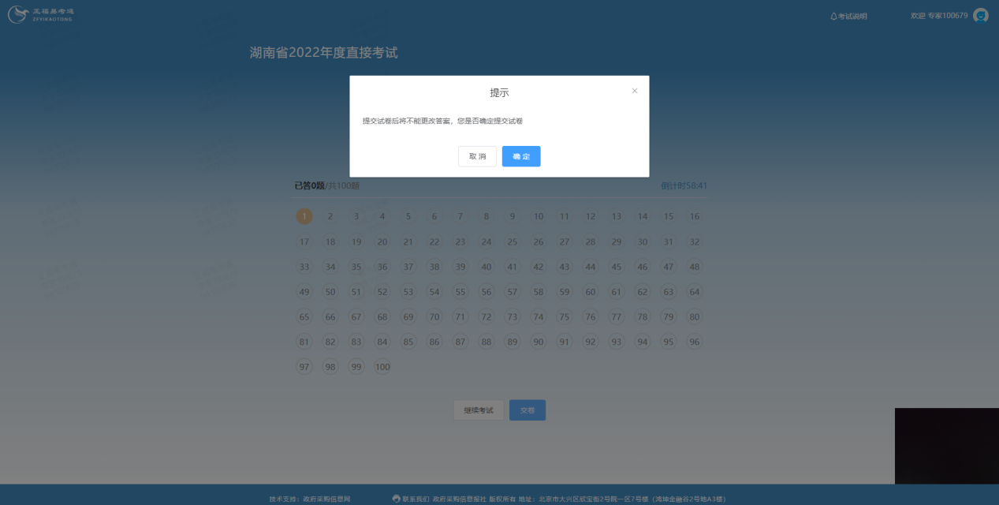 正福易考通
ZFYIKAOTONG
考试说明
欢迎 专家100679
湖南省2022年度直接考试
提示
×
提交试卷后将不能更改答案，您是否确定提交试卷
取 消
确 定
已答0题/共100题
倒计时58:41
1 2 3 4 5 6 7 8 9 10 11 12 13 14 15 16
17 18 19 20 21 22 23 24 25 26 27 28 29 30 31 32
33 34 35 36 37 38 39 40 41 42 43 44 45 46 47 48
49 50 51 52 53 54 55 56 57 58 59 60 61 62 63 64
65 66 67 68 69 70 71 72 73 74 75 76 77 78 79 80
81 82 83 84 85 86 87 88 89 90 91 92 93 94 95 96
97 98 99 100
继续考试
交卷
技术支持：政府采购信息网
联系我们 政府采购信息报社 版权所有 地址：北京市大兴区欣宝街2号院一区7号楼（鸿坤金融谷2号地A3楼）